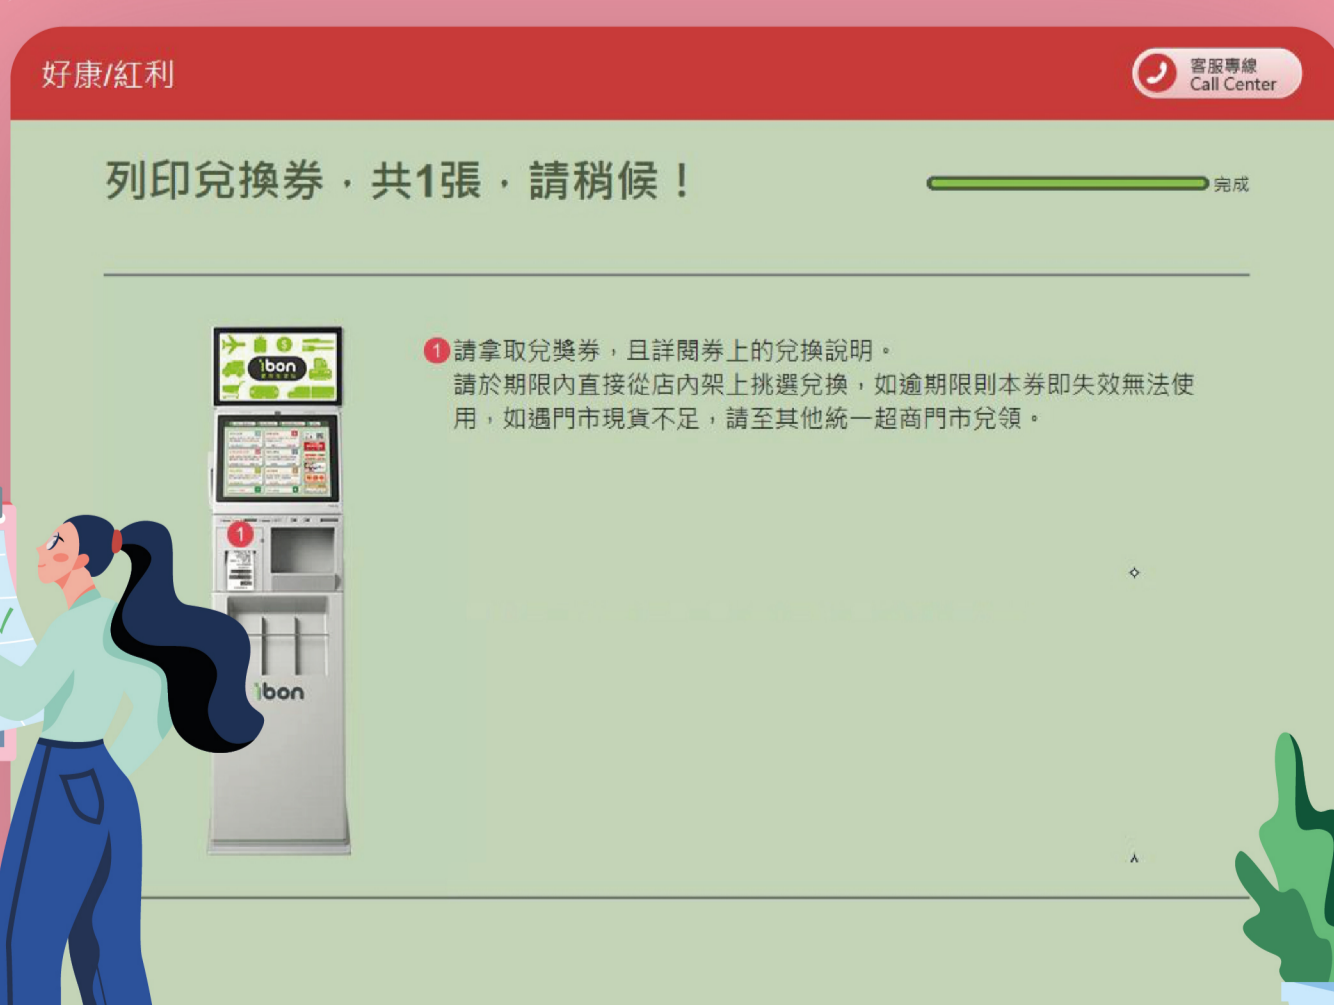 好康/紅利
客服專線
Call Center
列印兌換券，共1張，請稍候！
完成
1 請拿取兌獎券，且詳閱券上的兌換說明。
請於期限內直接從店內架上挑選兌換，如逾期限則本券即失效無法使
用，如遇門市現貨不足，請至其他統一超商門市兌領。
ibon
1
ibon